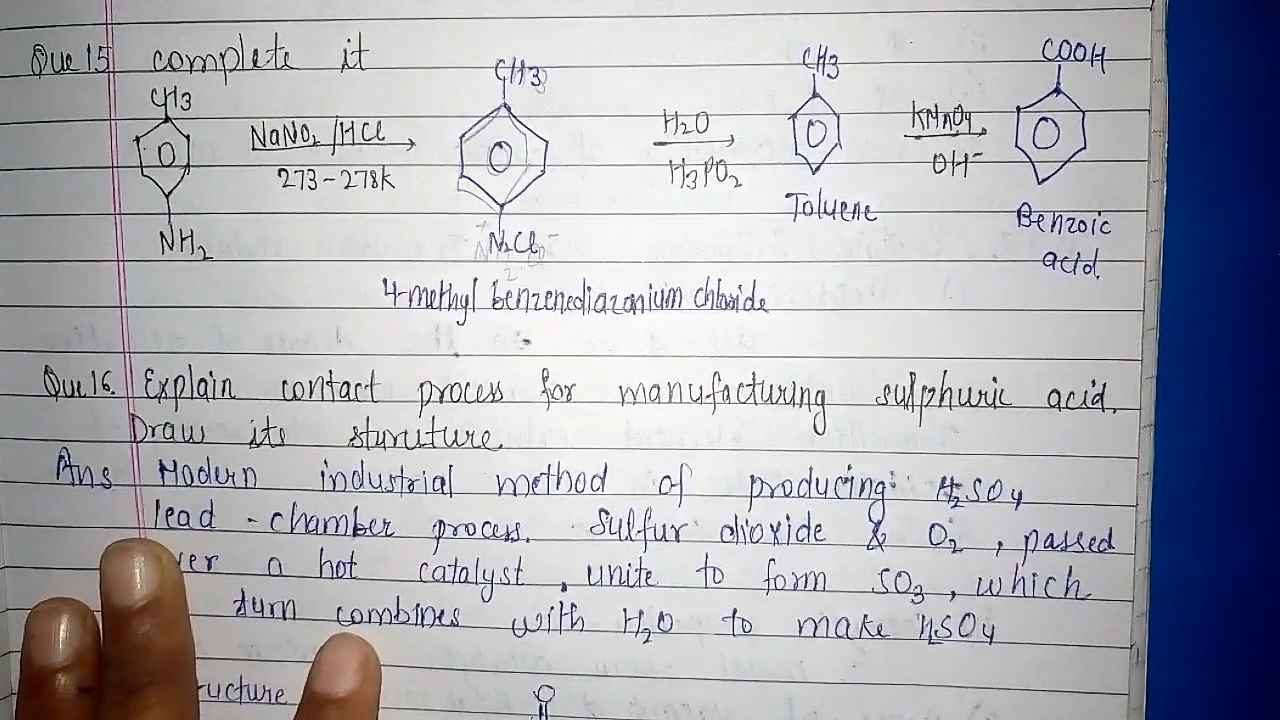 Que 15 complete it
CH3 CH3 CH3 COOH
NaNO2 /HCl H2O KMnO4
273-278K H3PO2 OH-
NH2 N2Cl- Toluene Benzoic
acid.
4-methyl benzenediazonium chloride
Que 16. Explain contact process for manufacturing sulphuric acid.
Draw its sturuture.
Ans Modern industrial method of producing H2SO4
lead-chamber process. Sulfur dioxide & O2, passed
a hot catalyst, unite to form SO3, which
turn combines with H2O to make H2SO4
ructure O